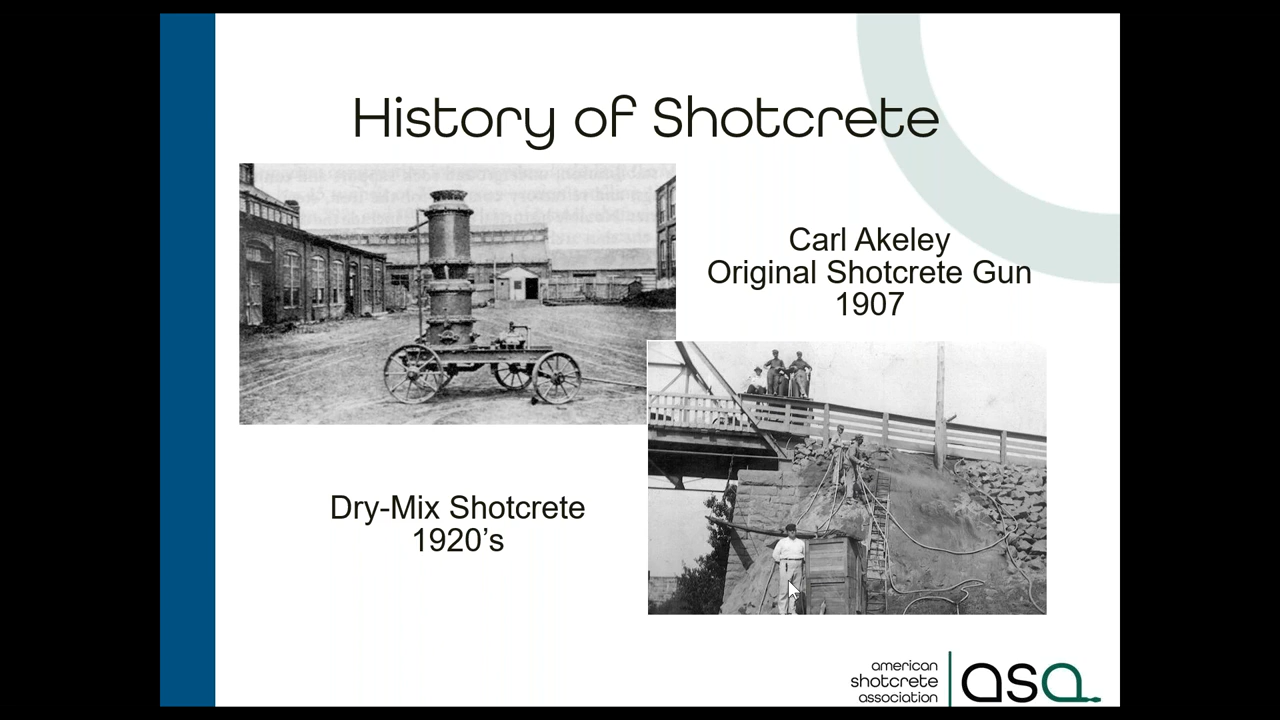 History of Shotcrete
Carl Akeley
Original Shotcrete Gun
1907
Dry-Mix Shotcrete
1920’s
american
shotcrete
association
asa